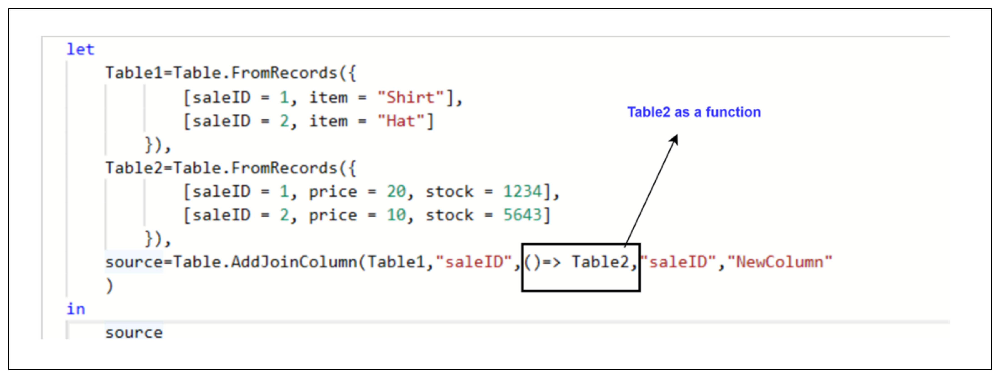 let
Table1=Table.FromRecords({
[saleID = 1, item = "Shirt"],
[saleID = 2, item = "Hat"]
}),
Table2 as a function
Table2=Table.FromRecords({
[saleID = 1, price = 20, stock = 1234],
[saleID = 2, price = 10, stock = 5643]
}),
source=Table.AddJoinColumn(Table1,"saleID",()=> Table2,"saleID","NewColumn"
)
in
source